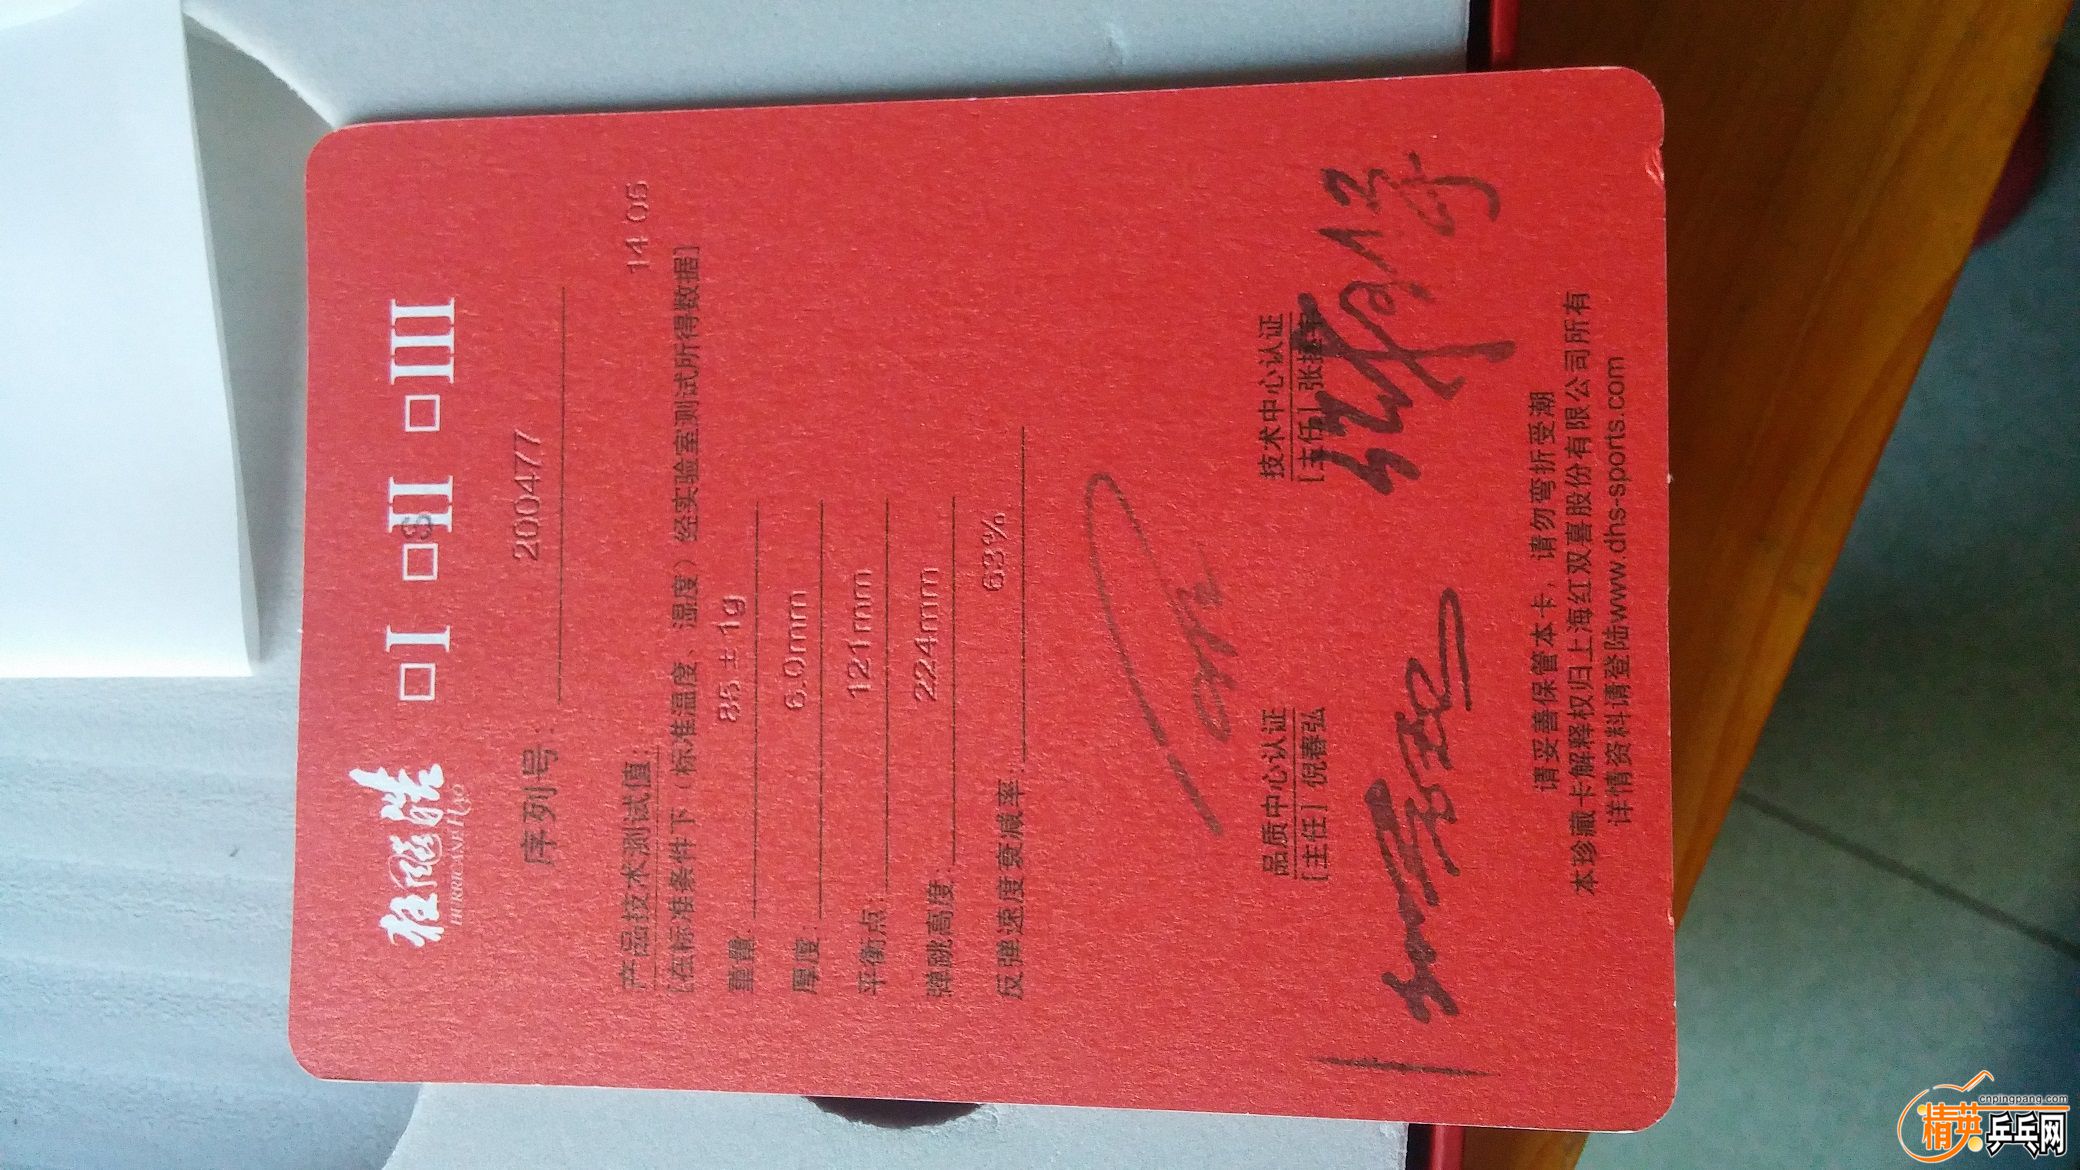 狂飚浩
HURRICANE HAO
□I □II □III
S
序列号: 2004477
14 05
产品技术测试值:
[在标准条件下（标准温度、湿度）经实验室测试所得数据]
重量: 88±1g
厚度: 6.0mm
平衡点: 121mm
弹跳高度: 224mm
反弹速度衰减率: 63%
品质中心认证 技术中心认证
[主任] 倪春弘 [主任] 张
请妥善保管本卡，请勿弯折受潮
本珍藏卡解释权归上海红双喜股份有限公司所有
详情资料请登陆www.dhs-sports.com
cnpingpang.com
精英乒乓网